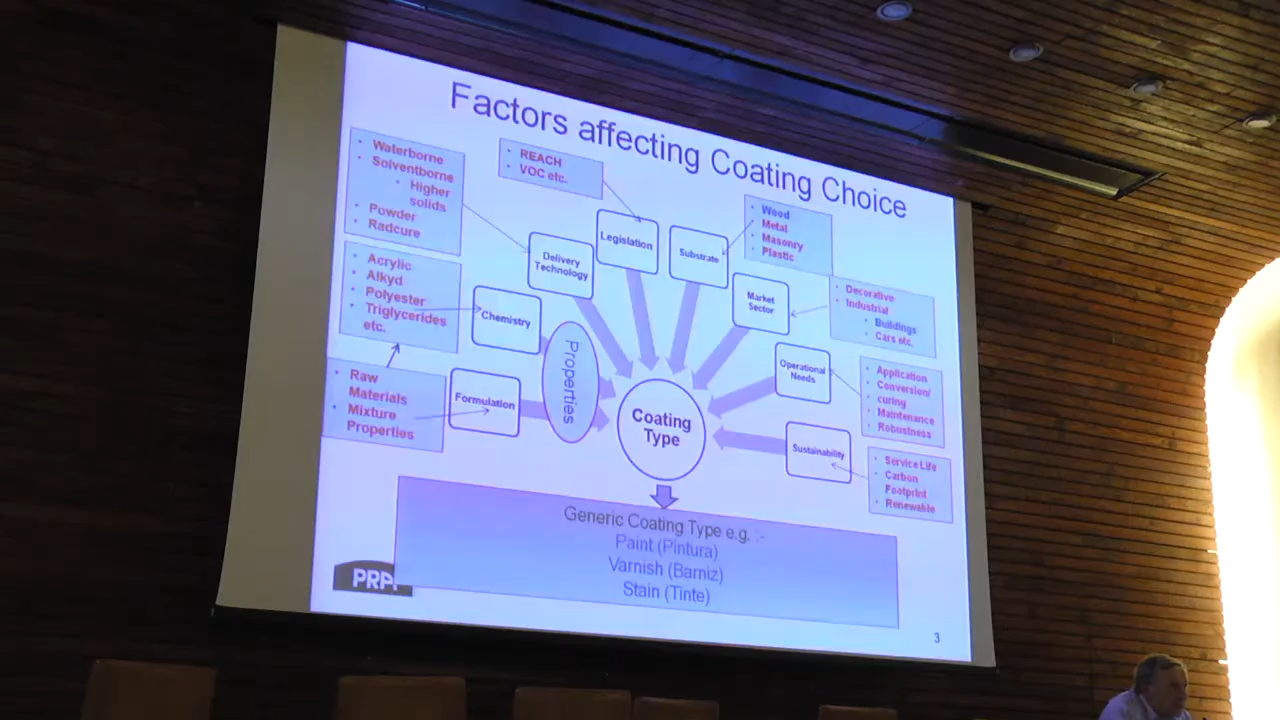 Factors affecting Coating Choice
Waterborne
Solventborne
Higher
solids
Powder
Radcure
REACH
VOC etc.
Wood
Metal
Masonry
Plastic
Acrylic
Alkyd
Polyester
Triglycerides
etc.
Decorative
Industrial
Buildings
Cars etc.
Raw
Materials
Mixture
Properties
Application
Conversion/
curing
Maintenance
Robustness
Service Life
Carbon
Footprint
Renewable
Formulation
Chemistry
Delivery
Technology
Legislation
Substrate
Market
Sector
Operational
Needs
Sustainability
Properties
Coating
Type
Generic Coating Type e.g. :-
Paint (Pintura)
Varnish (Barniz)
Stain (Tinte)
PRA
3